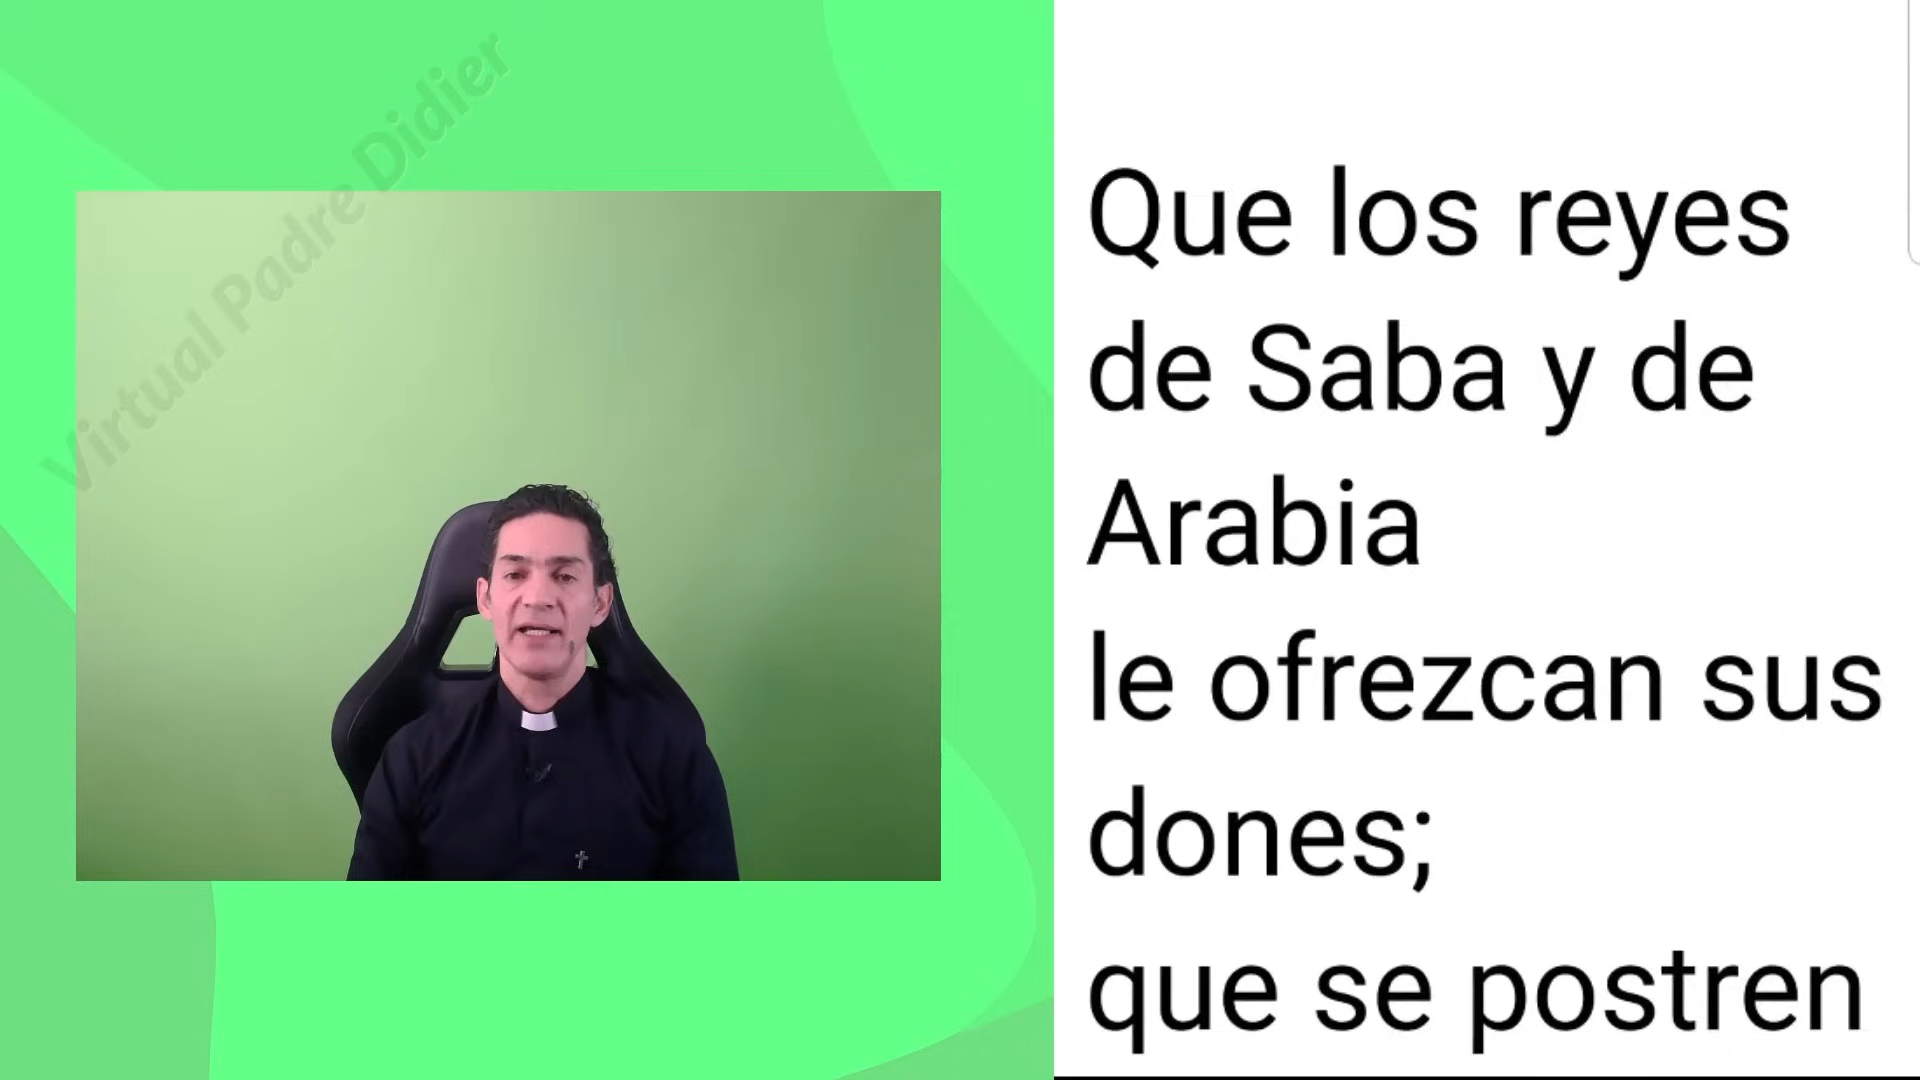 Virtual Padre Didier
Que los reyes
de Saba y de
Arabia
le ofrezcan sus
dones;
que se postren